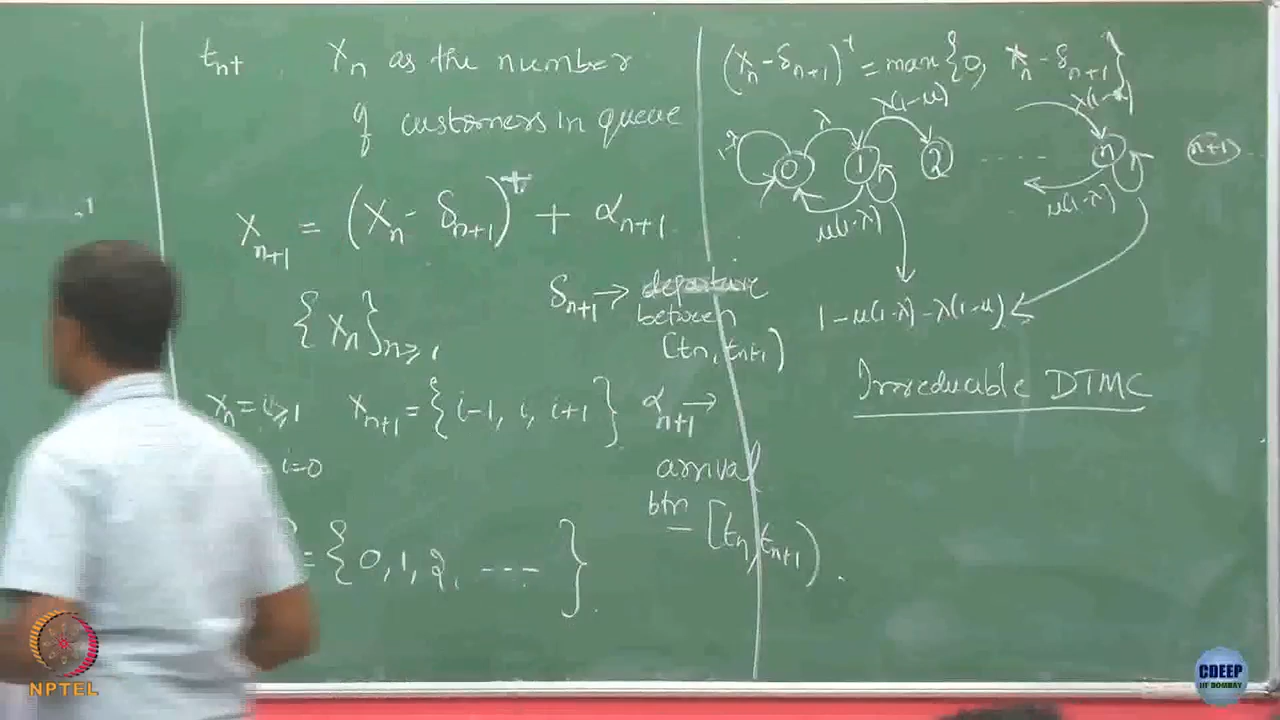 t_{n+} , X_n as the number
of customers in queue
X_{n+1} = (X_n - δ_{n+1})^+ + α_{n+1}
δ_{n+1} → departure
between
[t_n, t_{n+1})
{X_n}_{n≥1}
X_n = i ≥ 1 X_{n+1} = {i-1, i, i+1}
α_{n+1} →
arrival
btn
[t_n, t_{n+1})
i=0
= {0, 1, 2, ---- }
(X_n - δ_{n+1})^+ = max {0, X_n - δ_{n+1}}
λ λ(1-μ) λ(1-μ)
0 1 2 ...... n n+1
μ(1-λ) μ(1-λ)
1-μ(1-λ)-λ(1-μ)
Irreducable DTMC
NPTEL
CDEEP
IIT BOMBAY